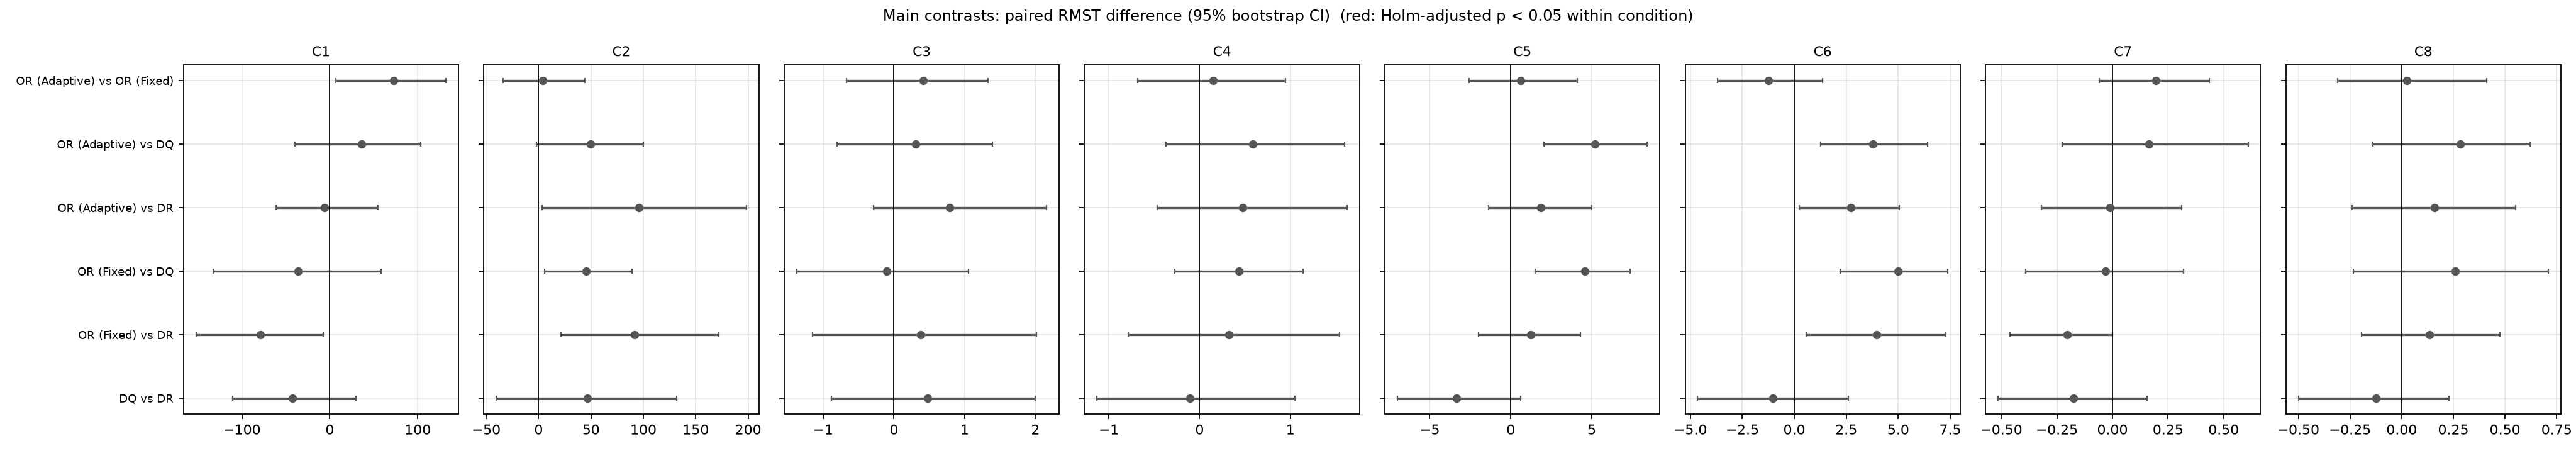 Main contrasts: paired RMST difference (95% bootstrap CI)  (red: Holm-adjusted p < 0.05 within condition)
C1 C2 C3 C4 C5 C6 C7 C8
OR (Adaptive) vs OR (Fixed)
OR (Adaptive) vs DQ
OR (Adaptive) vs DR
OR (Fixed) vs DQ
OR (Fixed) vs DR
DQ vs DR
−100 0 100 −50 0 50 100 150 200 −1 0 1 2 −1 0 1 −5 0 5 −5.0 −2.5 0.0 2.5 5.0 7.5 −0.50 −0.25 0.00 0.25 0.50 −0.50 −0.25 0.00 0.25 0.50 0.75